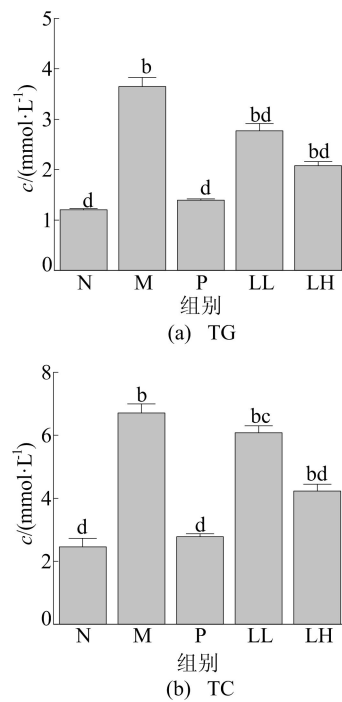 5
4
3
2
1
0
c/(mmol·L⁻¹)
d
b
d
bd
bd
N M P LL LH
组别
(a) TG
8
6
4
2
0
c/(mmol·L⁻¹)
d
b
d
bc
bd
N M P LL LH
组别
(b) TC